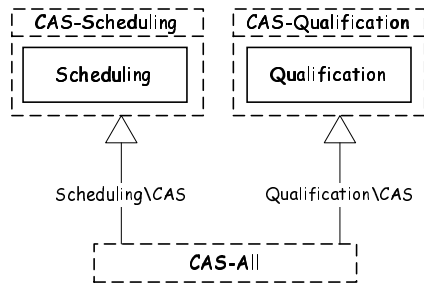 CAS-Scheduling
CAS-Qualification
Scheduling
Qualification
Scheduling\CAS
Qualification\CAS
CAS-All